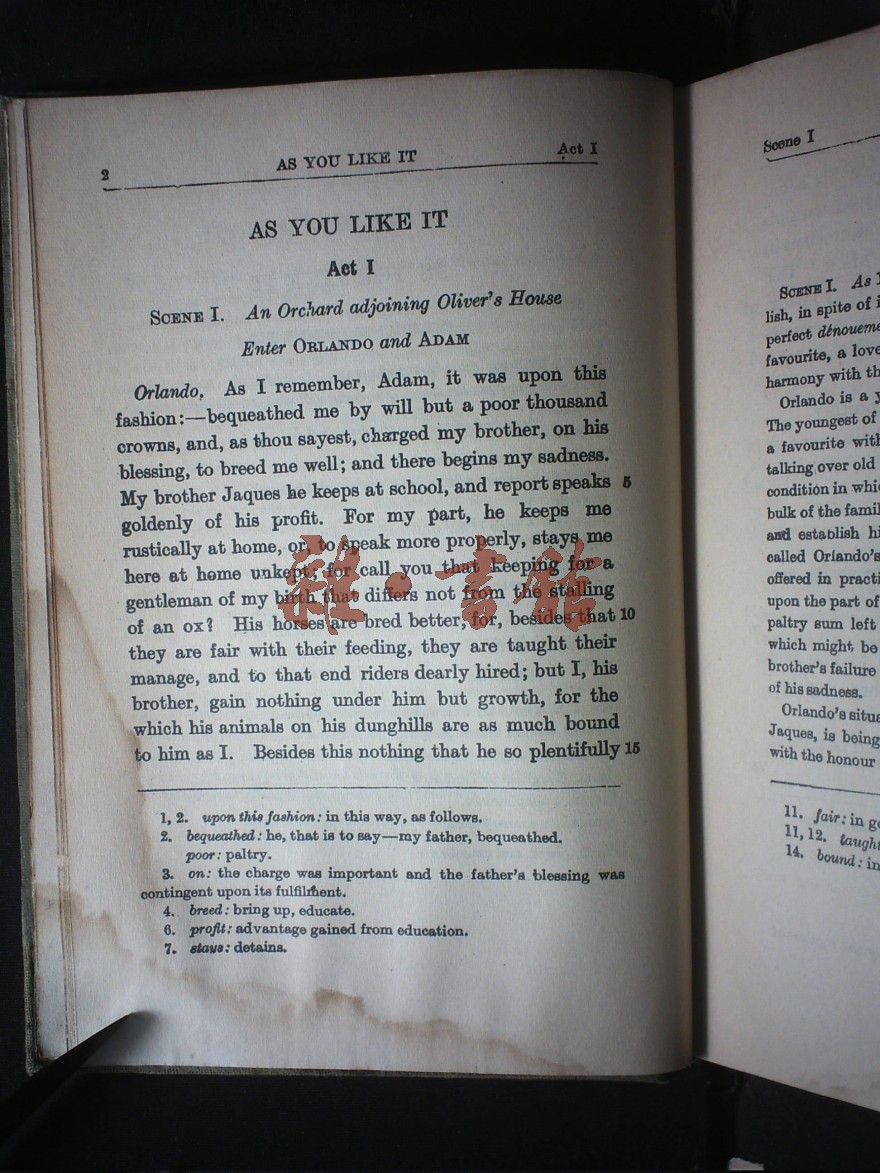 2 AS YOU LIKE IT Act I
AS YOU LIKE IT
Act I
SCENE I. An Orchard adjoining Oliver's House
Enter ORLANDO and ADAM
Orlando. As I remember, Adam, it was upon this
fashion:—bequeathed me by will but a poor thousand
crowns, and, as thou sayest, charged my brother, on his
blessing, to breed me well; and there begins my sadness.
My brother Jaques he keeps at school, and report speaks 5
goldenly of his profit. For my part, he keeps me
rustically at home, or, to speak more properly, stays me
here at home unkept; for call you that keeping for a
gentleman of my birth that differs not from the stalling
of an ox? His horses are bred better, for, besides that 10
they are fair with their feeding, they are taught their
manage, and to that end riders dearly hired; but I, his
brother, gain nothing under him but growth, for the
which his animals on his dunghills are as much bound
to him as I. Besides this nothing that he so plentifully 15
1, 2. upon this fashion: in this way, as follows.
2. bequeathed: he, that is to say—my father, bequeathed.
poor: paltry.
3. on: the charge was important and the father's blessing was
contingent upon its fulfilment.
4. breed: bring up, educate.
6. profit: advantage gained from education.
7. stays: detains.
Scene I
SCENE I. As
lish, in spite of
perfect
favourite, a love
harmony with
Orlando is a
The youngest of
a favourite with
talking over old
condition in
bulk of the
and establish
called Orlando's
offered in
upon the part of
paltry sum left
which might be
brother's failure
of his sadness.
Orlando's
Jaques, is being
with the honour
11. fair: in
11, 12.
14. bound:
書館